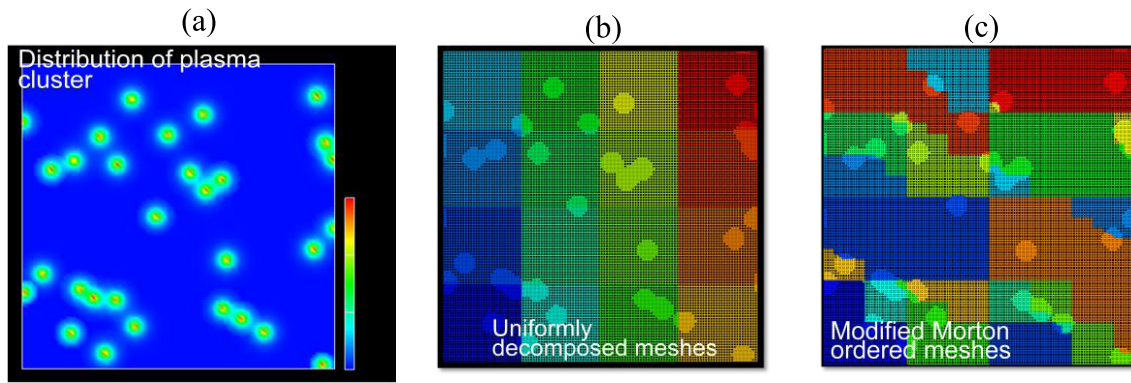 (a)
(b)
(c)
Distribution of plasma
cluster
Uniformly
decomposed meshes
Modified Morton
ordered meshes